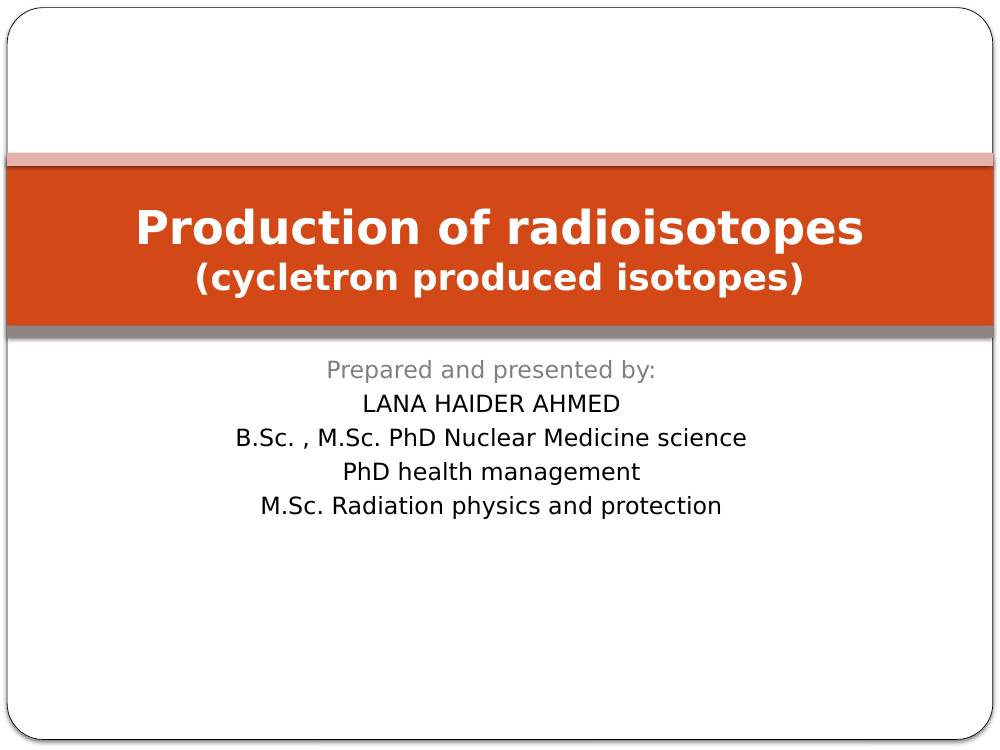 Production of radioisotopes
(cycletron produced isotopes)
Prepared and presented by:
LANA HAIDER AHMED
B.Sc. , M.Sc. PhD Nuclear Medicine science
PhD health management
M.Sc. Radiation physics and protection